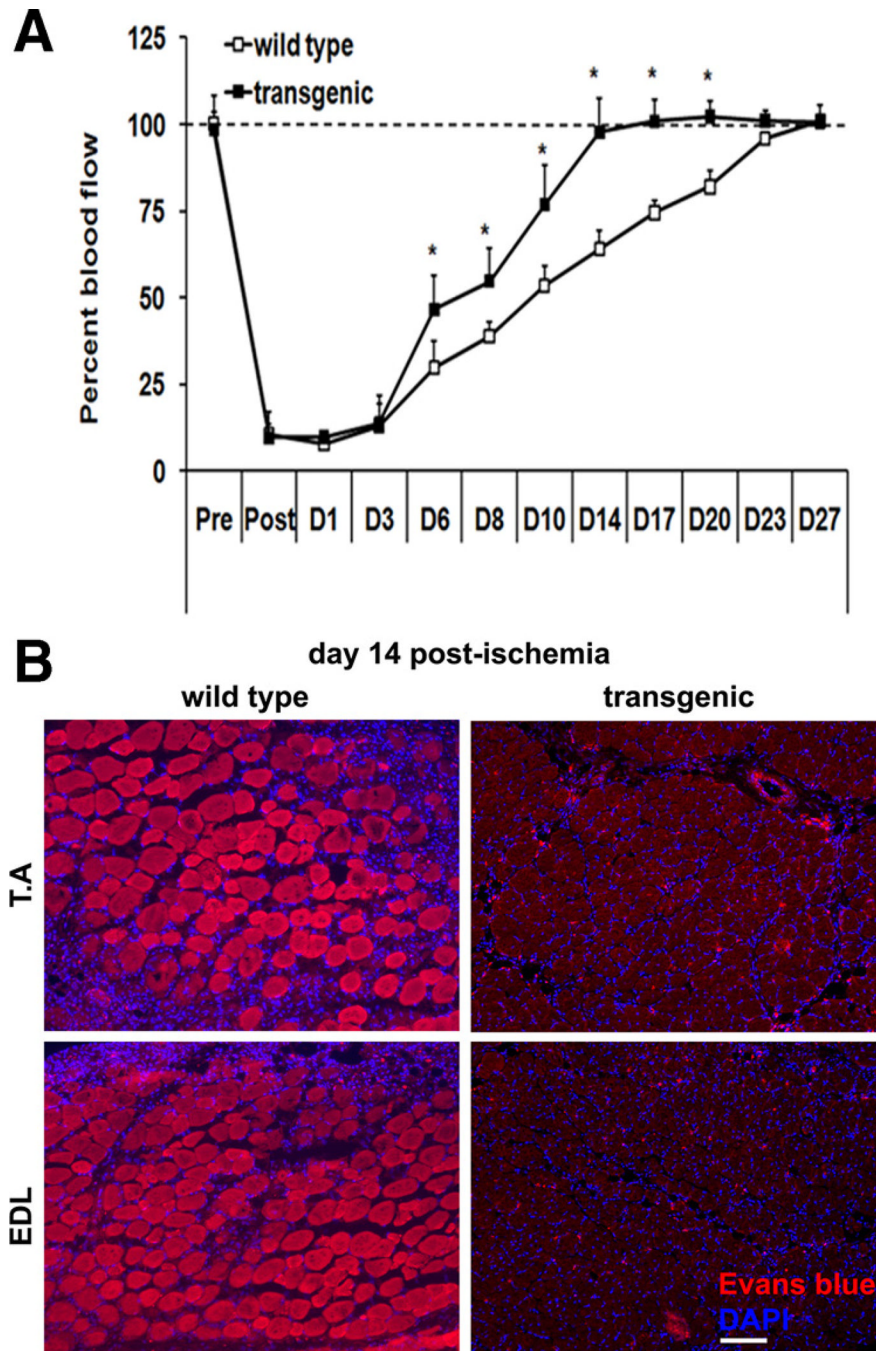 A
125
100
75
50
25
0
Percent blood flow
wild type
transgenic
* * * * * *
Pre Post D1 D3 D6 D8 D10 D14 D17 D20 D23 D27
B
day 14 post-ischemia
wild type transgenic
T.A
EDL
Evans blue
DAPI